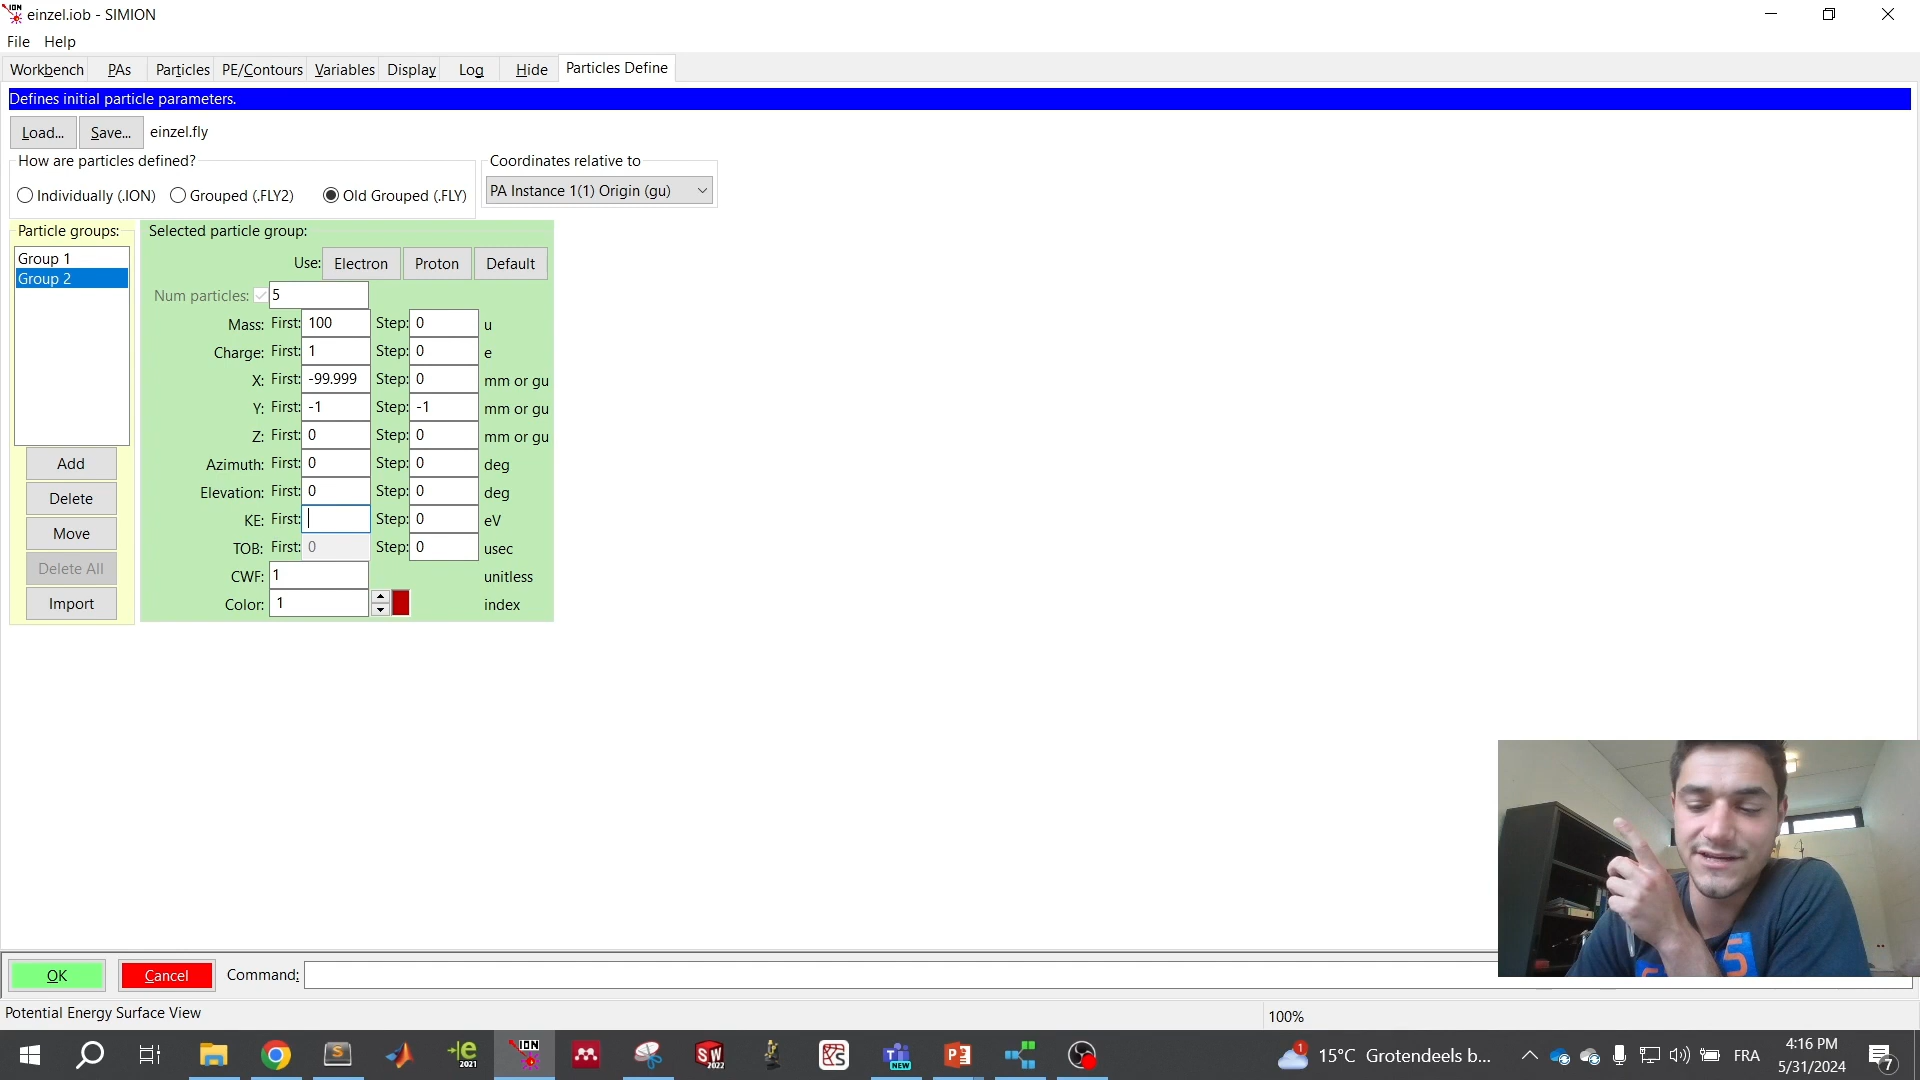 einzel.iob - SIMION
File Help
Workbench PAs Particles PE/Contours Variables Display Log Hide Particles Define
Defines initial particle parameters.
Load... Save... einzel.fly
How are particles defined? Coordinates relative to
Individually (.ION) Grouped (.FLY2) Old Grouped (.FLY) PA Instance 1(1) Origin (gu)
Particle groups: Selected particle group:
Group 1
Group 2
Use: Electron Proton Default
Num particles: 5
Mass: First: 100 Step: 0 u
Charge: First: 1 Step: 0 e
X: First: -99.999 Step: 0 mm or gu
Y: First: -1 Step: -1 mm or gu
Z: First: 0 Step: 0 mm or gu
Azimuth: First: 0 Step: 0 deg
Elevation: First: 0 Step: 0 deg
KE: First: Step: 0 eV
TOB: First: 0 Step: 0 usec
CWF: 1 unitless
Color: 1 index
Add
Delete
Move
Delete All
Import
OK Cancel Command:
Potential Energy Surface View 100%
S e 2021 ION SW 2022 T NEW P 1 15°C Grotendeels b... FRA 4:16 PM 5/31/2024 7